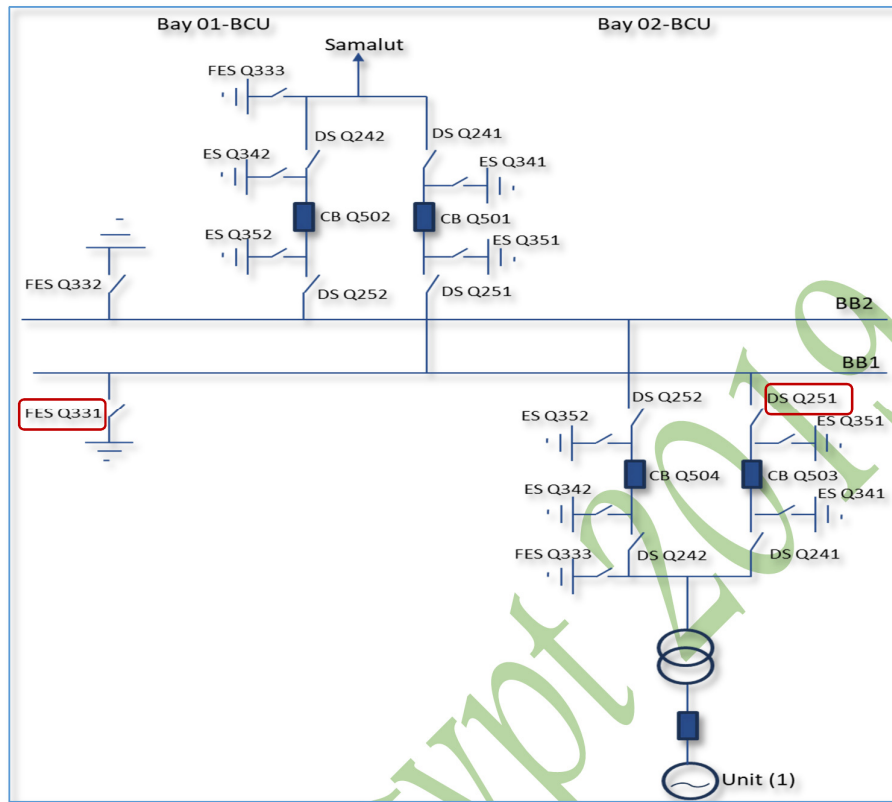 Bay 01-BCU
Bay 02-BCU
Samalut
FES Q333
DS Q242
DS Q241
ES Q342
ES Q341
CB Q502
CB Q501
ES Q352
ES Q351
FES Q332
DS Q252
DS Q251
BB2
BB1
FES Q331
DS Q252
DS Q251
ES Q352
ES Q351
CB Q504
CB Q503
ES Q342
ES Q341
FES Q333
DS Q242
DS Q241
Unit (1)
ypt 2019